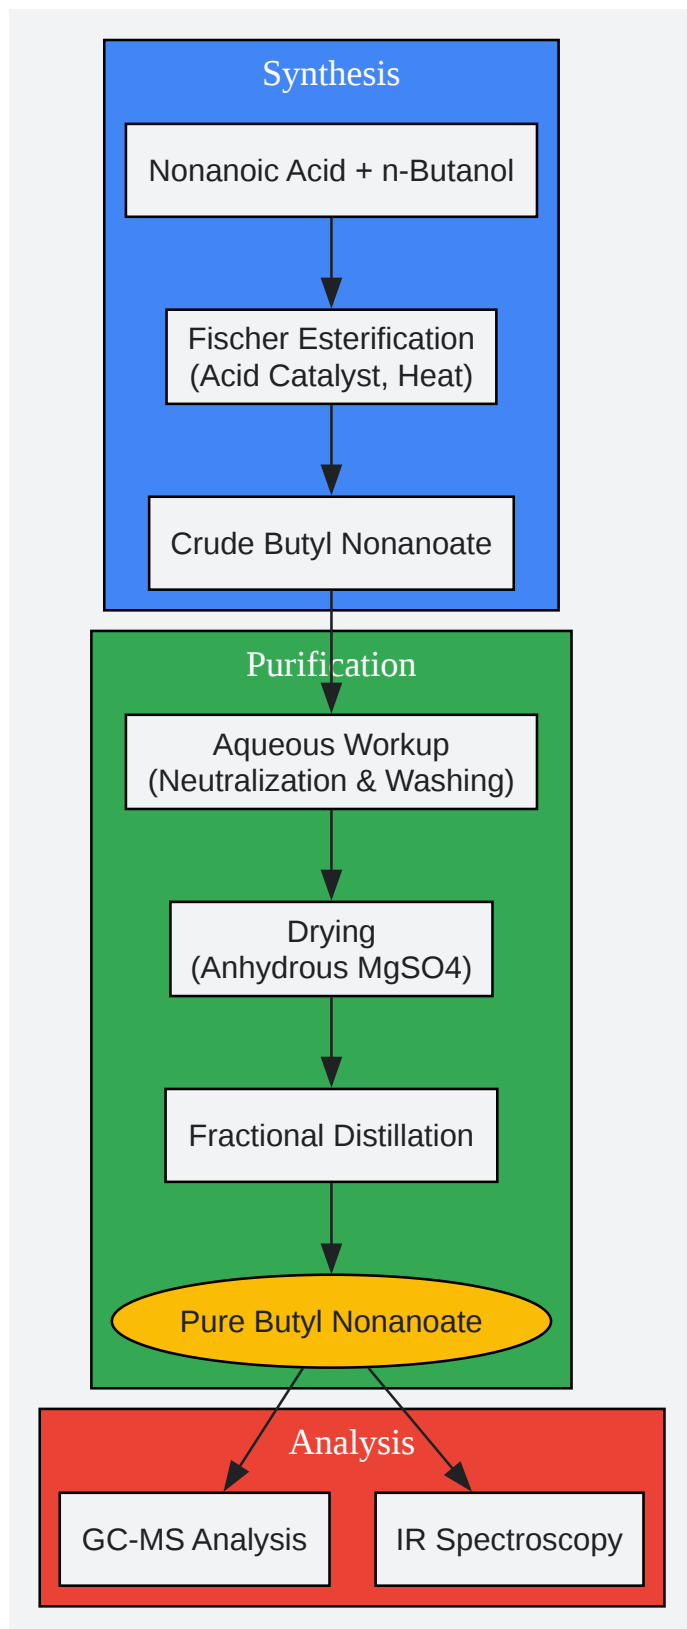 Synthesis
Nonanoic Acid + n-Butanol
Fischer Esterification
(Acid Catalyst, Heat)
Crude Butyl Nonanoate
Purification
Aqueous Workup
(Neutralization & Washing)
Drying
(Anhydrous MgSO4)
Fractional Distillation
Pure Butyl Nonanoate
Analysis
GC-MS Analysis
IR Spectroscopy